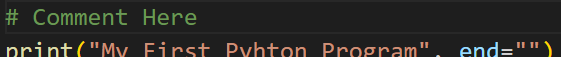 # Comment Here
print("My First Pyhton Program", end="")